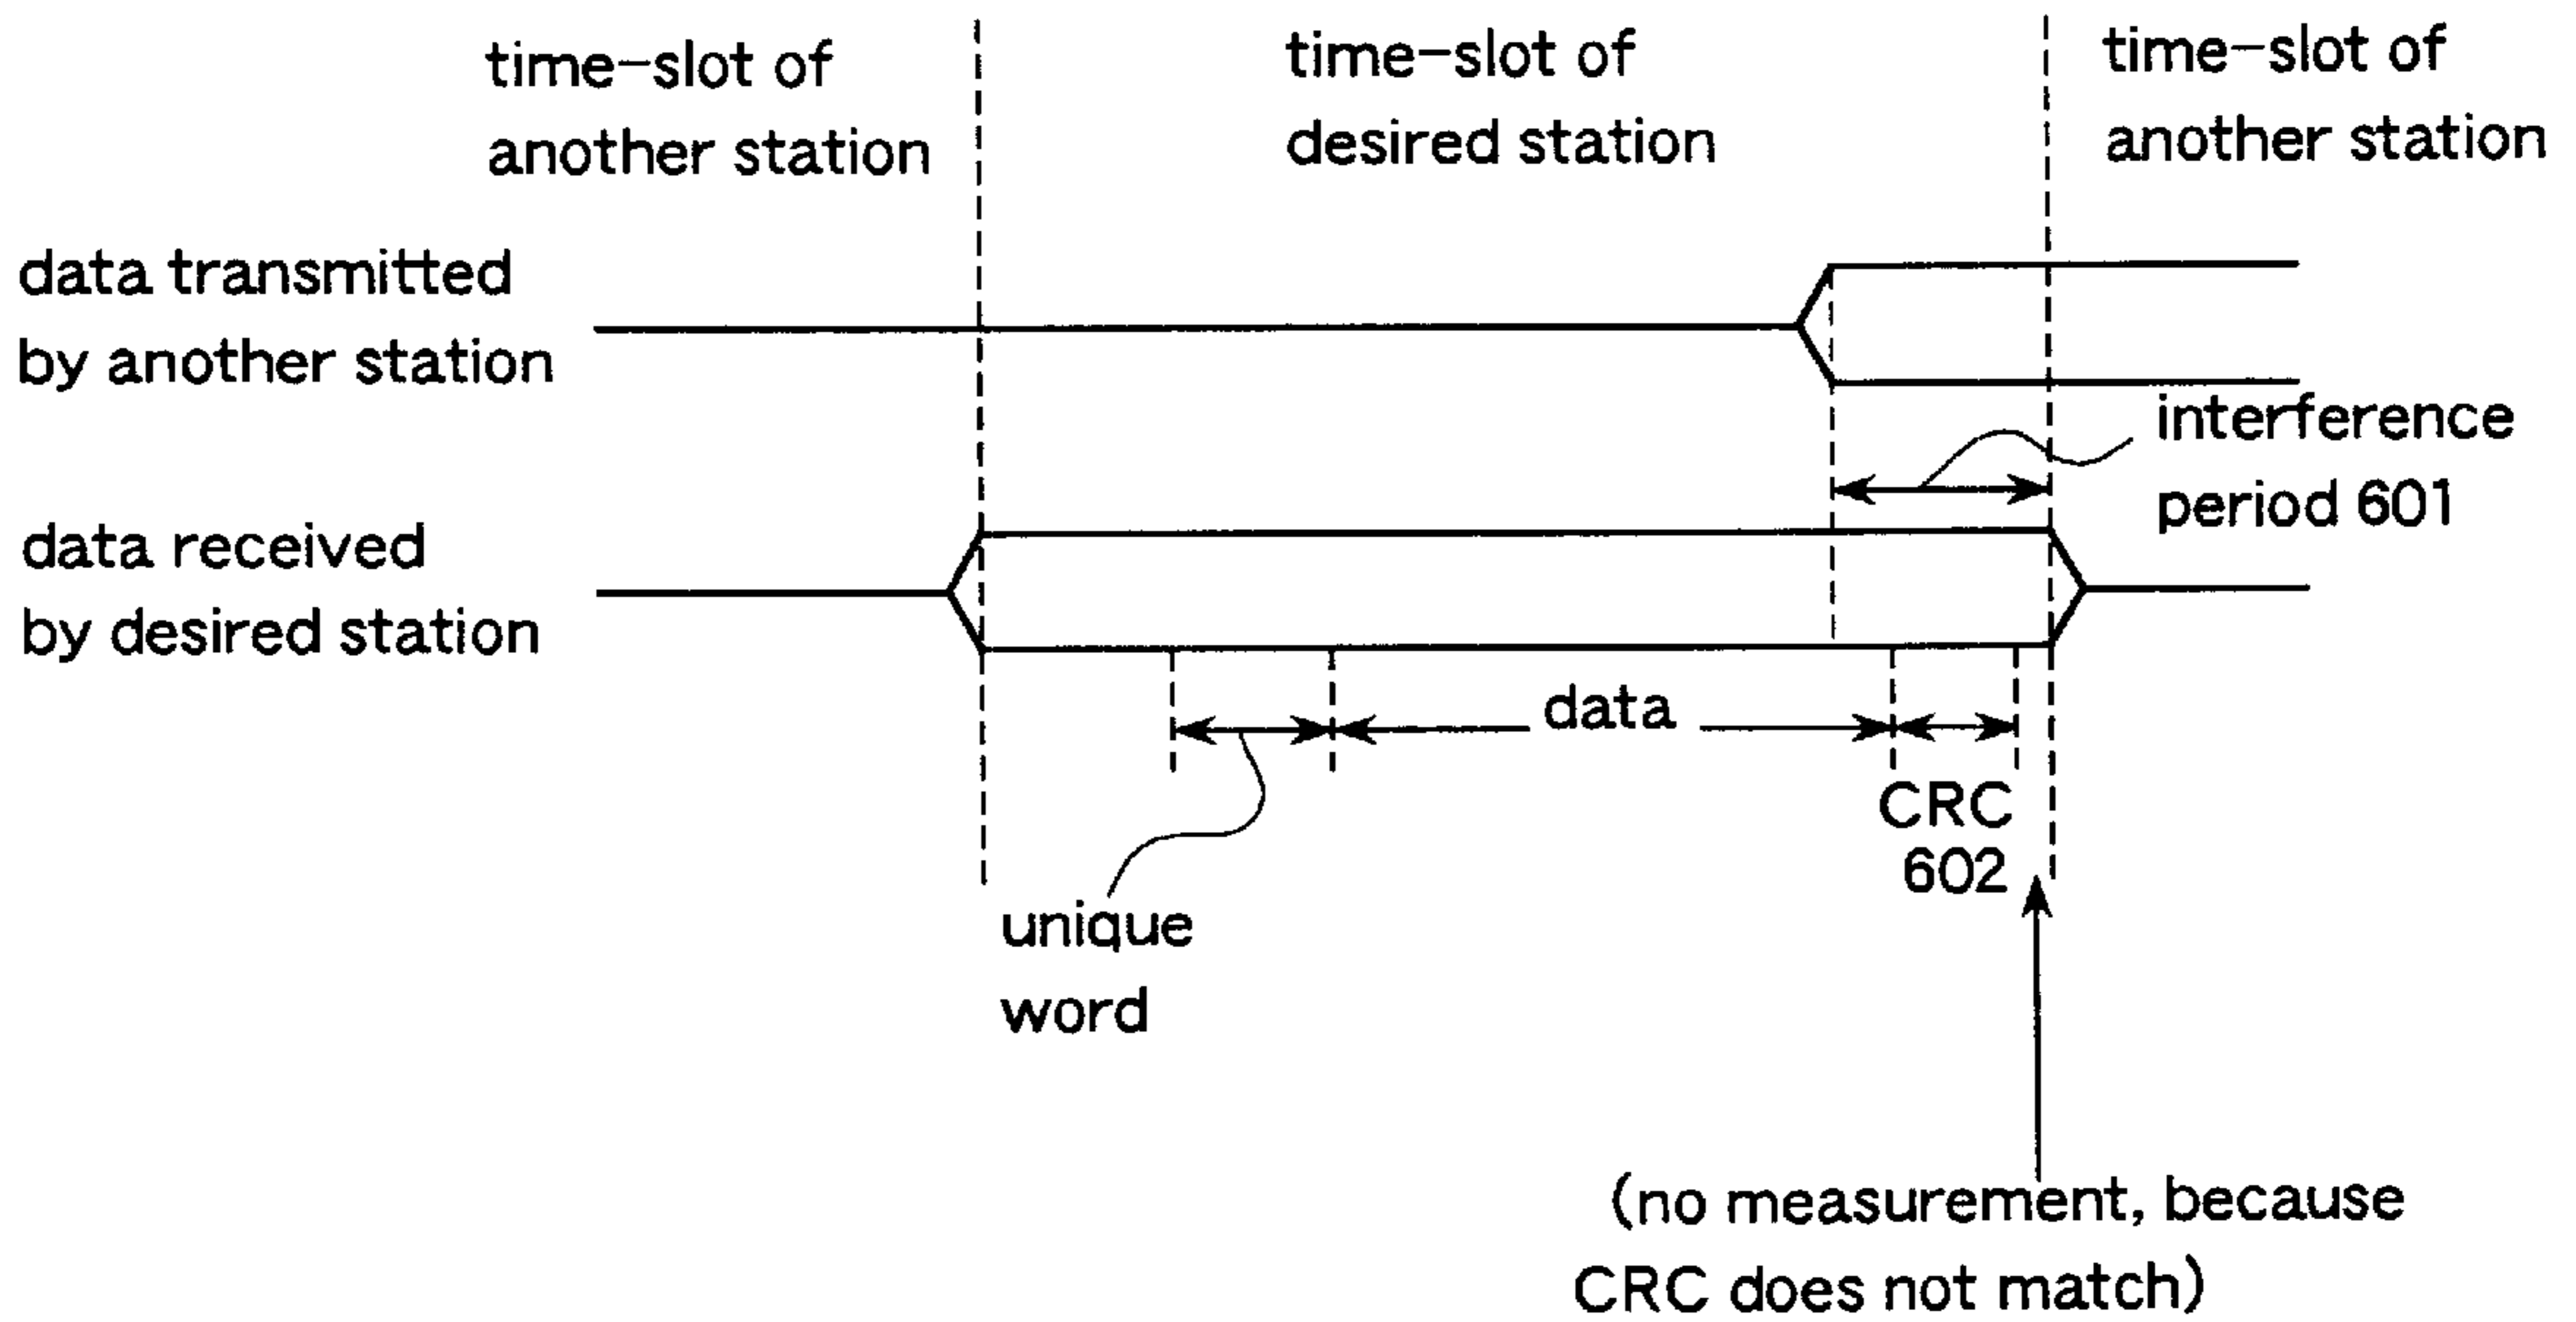 time-slot of
another station
time-slot of
desired station
time-slot of
another station
data transmitted
by another station
interference
period 601
data received
by desired station
data
CRC
602
unique
word
(no measurement, because
CRC does not match)